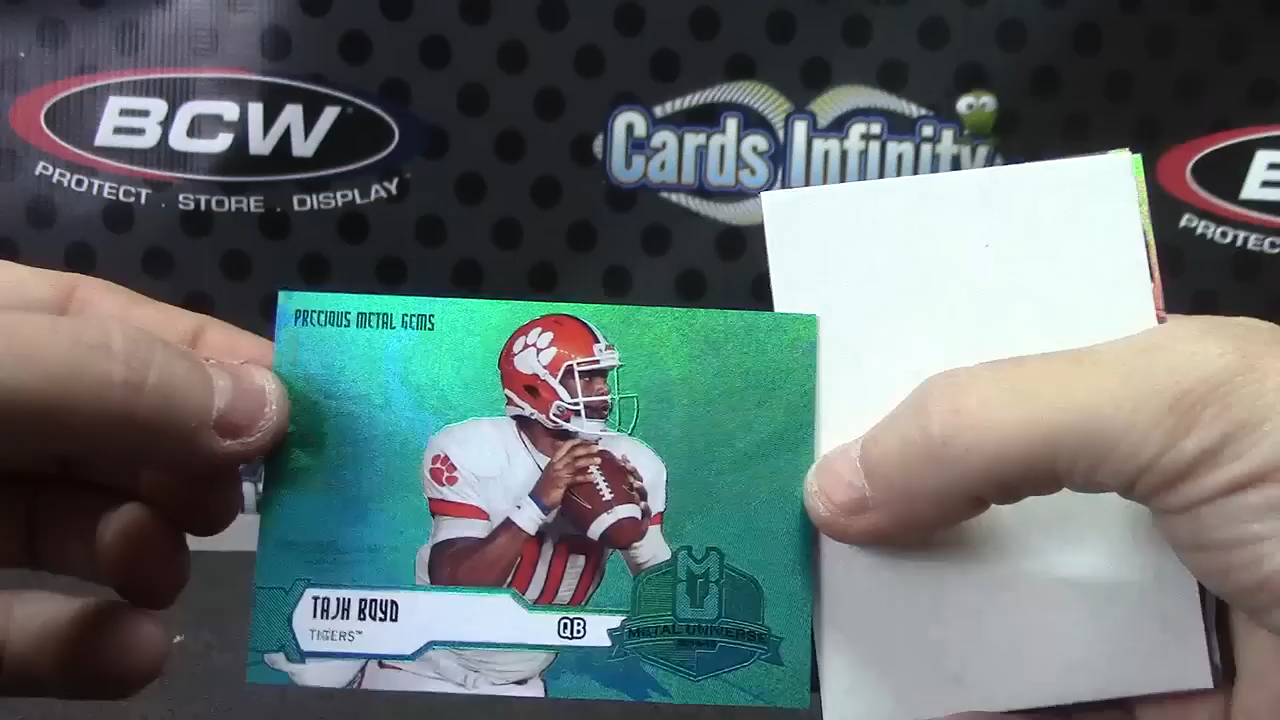 BCW
PROTECT . STORE . DISPLAY
Cards Infinity
PROTEC
PRECIOUS METAL GEMS
TAJH BOYD
TIGERS™
QB
MU
METAL UNIVERSE